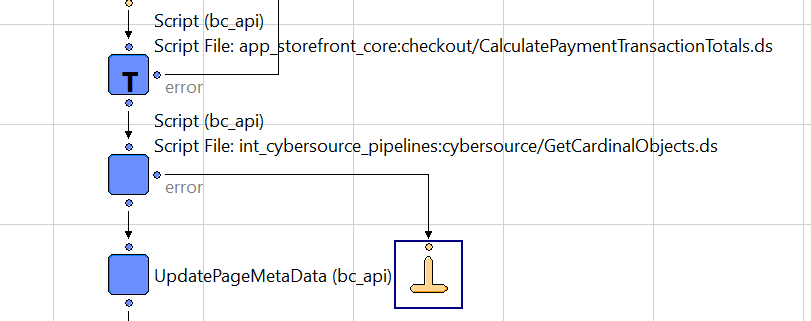 Script (bc_api)
Script File: app_storefront_core:checkout/CalculatePaymentTransactionTotals.ds
T
error
Script (bc_api)
Script File: int_cybersource_pipelines:cybersource/GetCardinalObjects.ds
error
UpdatePageMetaData (bc_api)